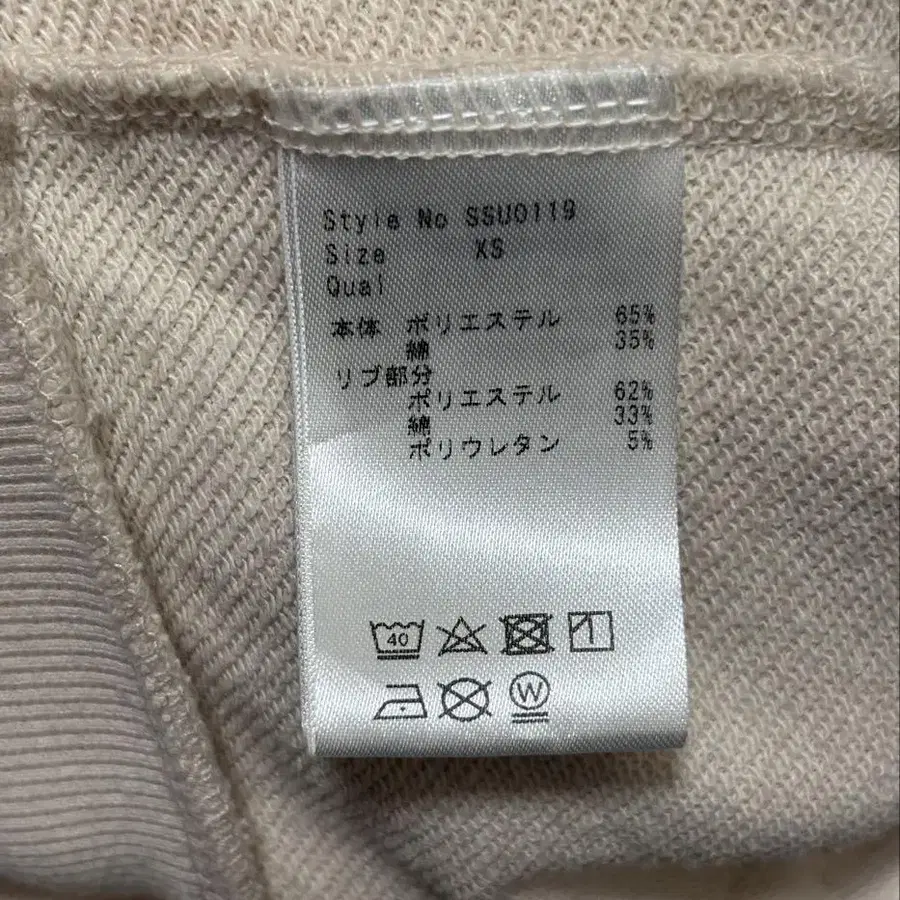 Style No SSU0119
Size XS
Qual
本体 ポリエステル 65%
綿 35%
リブ部分
ポリエステル 62%
綿 33%
ポリウレタン 5%
40
W